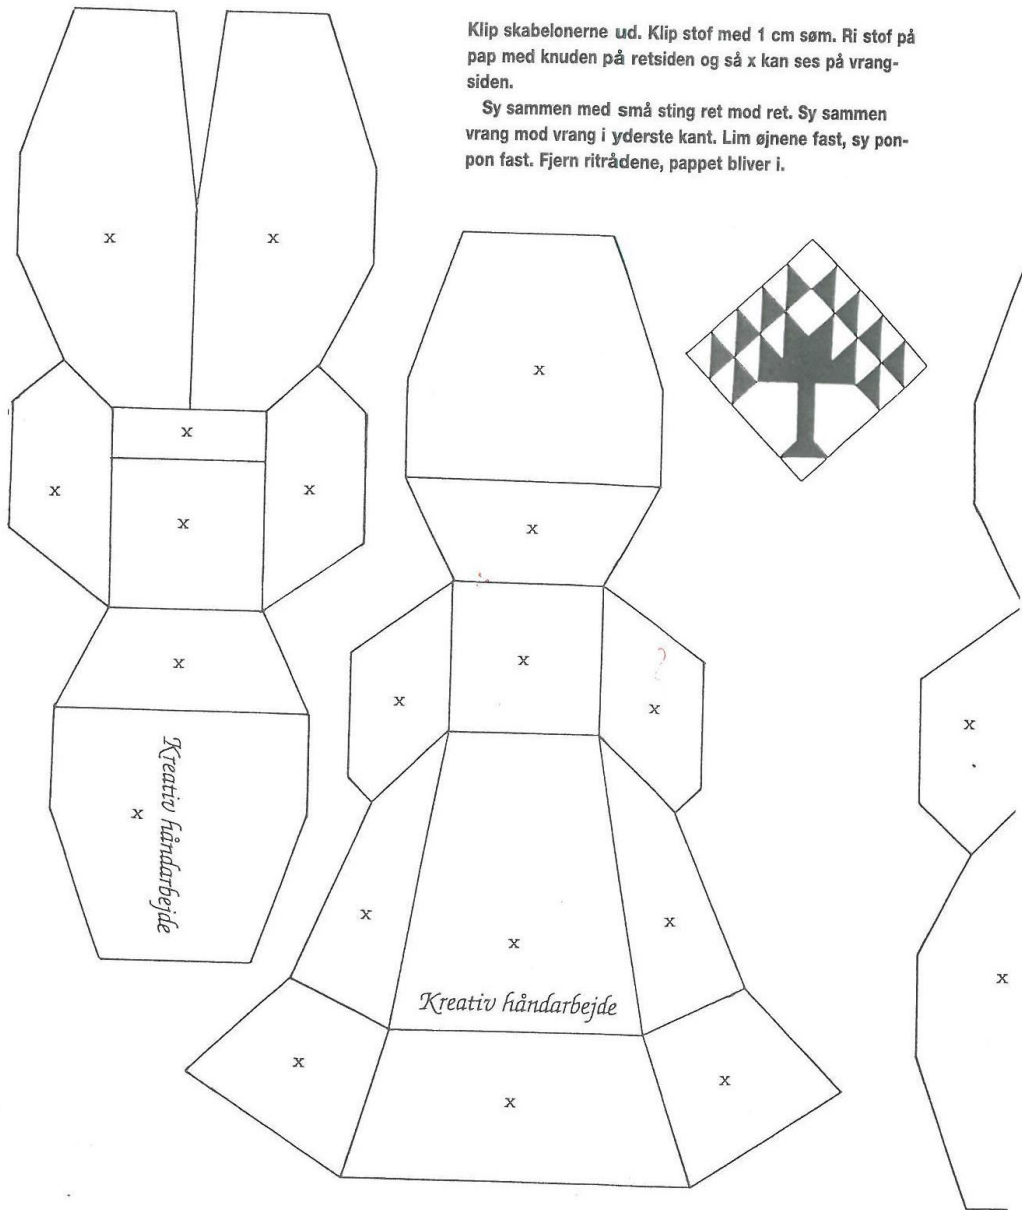 Klip skabelonerne ud. Klip stof med 1 cm søm. Ri stof på
pap med knuden på retsiden og så x kan ses på vrang-
siden.
Sy sammen med små sting ret mod ret. Sy sammen
vrang mod vrang i yderste kant. Lim øjnene fast, sy pon-
pon fast. Fjern ritrådene, pappet bliver i.
x
x
x
x
x
x
x
x
x
x
?
x
x
x
x
x
Kreativ håndarbejde
x
x
x
x
Kreativ håndarbejde
x
x
x
x